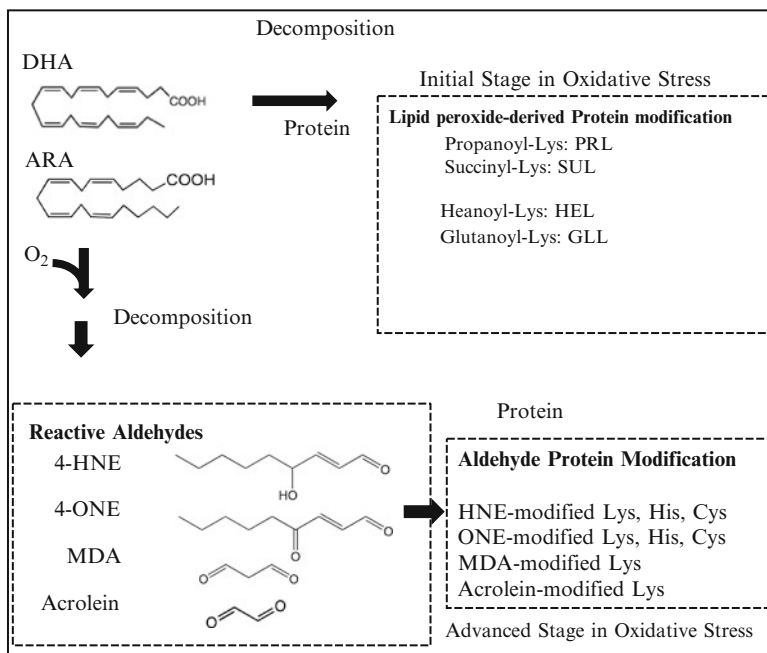 Decomposition
DHA
COOH
Protein
Initial Stage in Oxidative Stress
Lipid peroxide-derived Protein modification
Propanoyl-Lys: PRL
Succinyl-Lys: SUL
Heanoyl-Lys: HEL
Glutanoyl-Lys: GLL
ARA
COOH
O₂
Decomposition
Reactive Aldehydes
4-HNE
O
HO
4-ONE
O
O
MDA
O
O
Acrolein
O
O
Protein
Aldehyde Protein Modification
HNE-modified Lys, His, Cys
ONE-modified Lys, His, Cys
MDA-modified Lys
Acrolein-modified Lys
Advanced Stage in Oxidative Stress